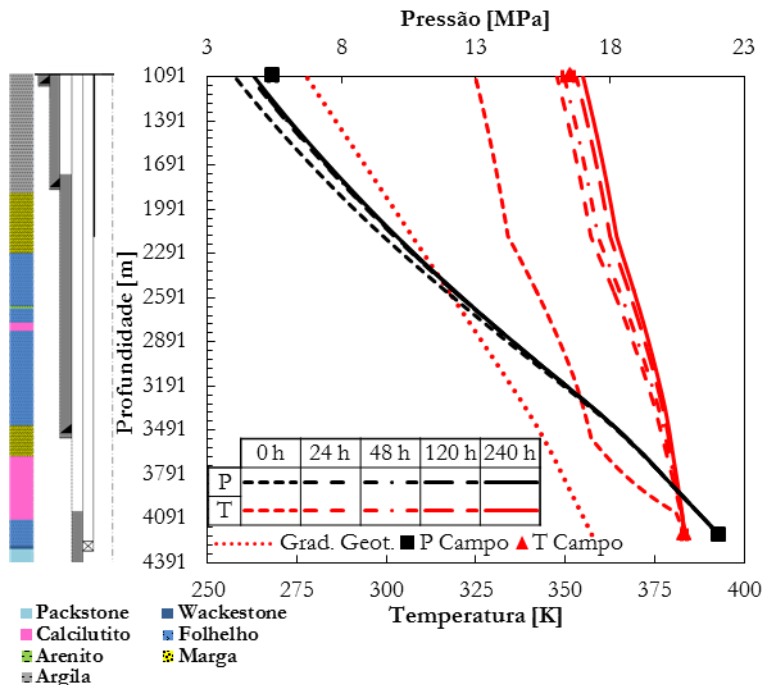 Pressão [MPa]
3 8 13 18 23
Profundidade [m]
1091
1391
1691
1991
2291
2591
2891
3191
3491
3791
4091
4391
0 h 24 h 48 h 120 h 240 h
P
T
Grad. Geot. P Campo T Campo
250 275 300 325 350 375 400
Temperatura [K]
Packstone Wackestone
Calcilutito Folhelho
Arenito Marga
Argila